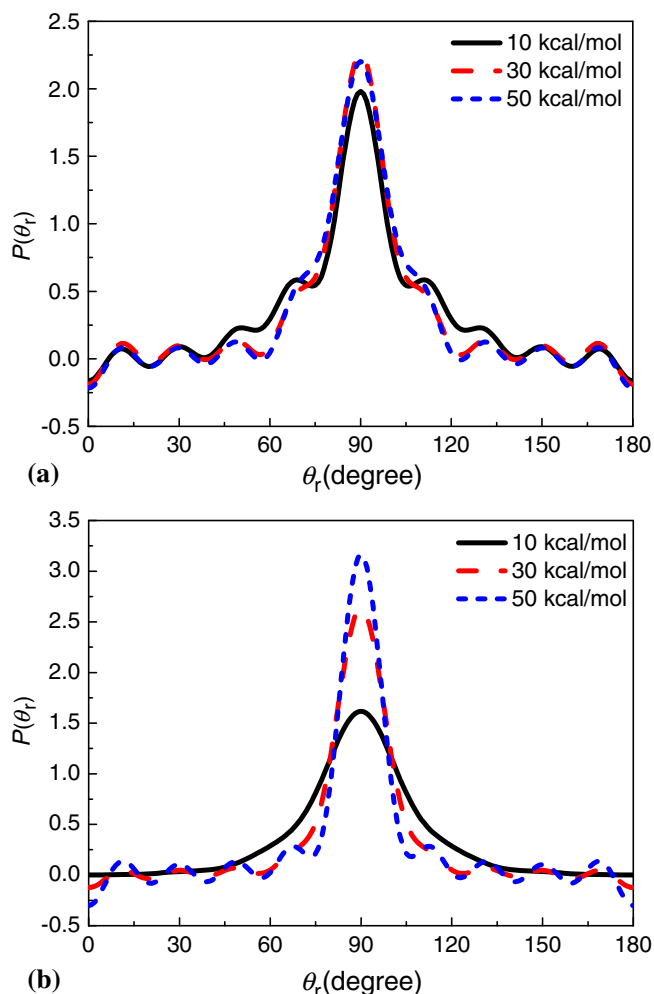 2.5
10 kcal/mol
30 kcal/mol
50 kcal/mol
2.0
1.5
P(θr)
1.0
0.5
0.0
-0.5
0 30 60 90 120 150 180
(a) θr(degree)
3.5
10 kcal/mol
30 kcal/mol
50 kcal/mol
3.0
2.5
2.0
P(θr)
1.5
1.0
0.5
0.0
-0.5
0 30 60 90 120 150 180
(b) θr(degree)